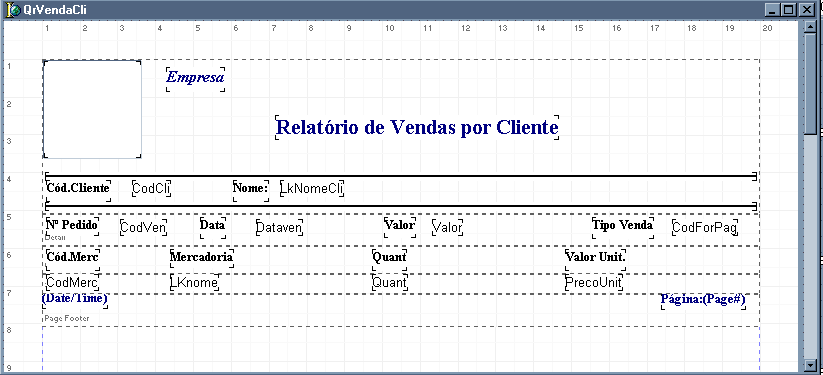 QrVendaCli
1 2 3 4 5 6 7 8 9 10 11 12 13 14 15 16 17 18 19 20
1
Empresa
2
3 Relatório de Vendas por Cliente
4 Cód.Cliente CodCli Nome: LkNomeCli
5 Nº Pedido CodVen Data Dataven Valor Valor Tipo Venda CodForPag
Detail
6 Cód.Merc Mercadoria Quant Valor Unit.
CodMerc LKnome Quant PrecoUnit
7 (Date/Time) Página:(Page#)
Page Footer
8
9